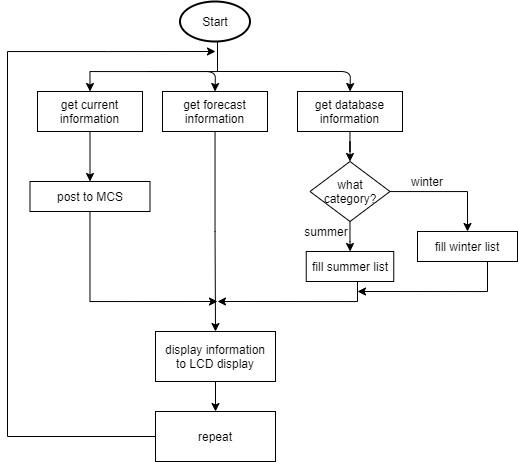 Start
get current
information
get forecast
information
get database
information
post to MCS
what
category?
winter
summer
fill winter list
fill summer list
display information
to LCD display
repeat